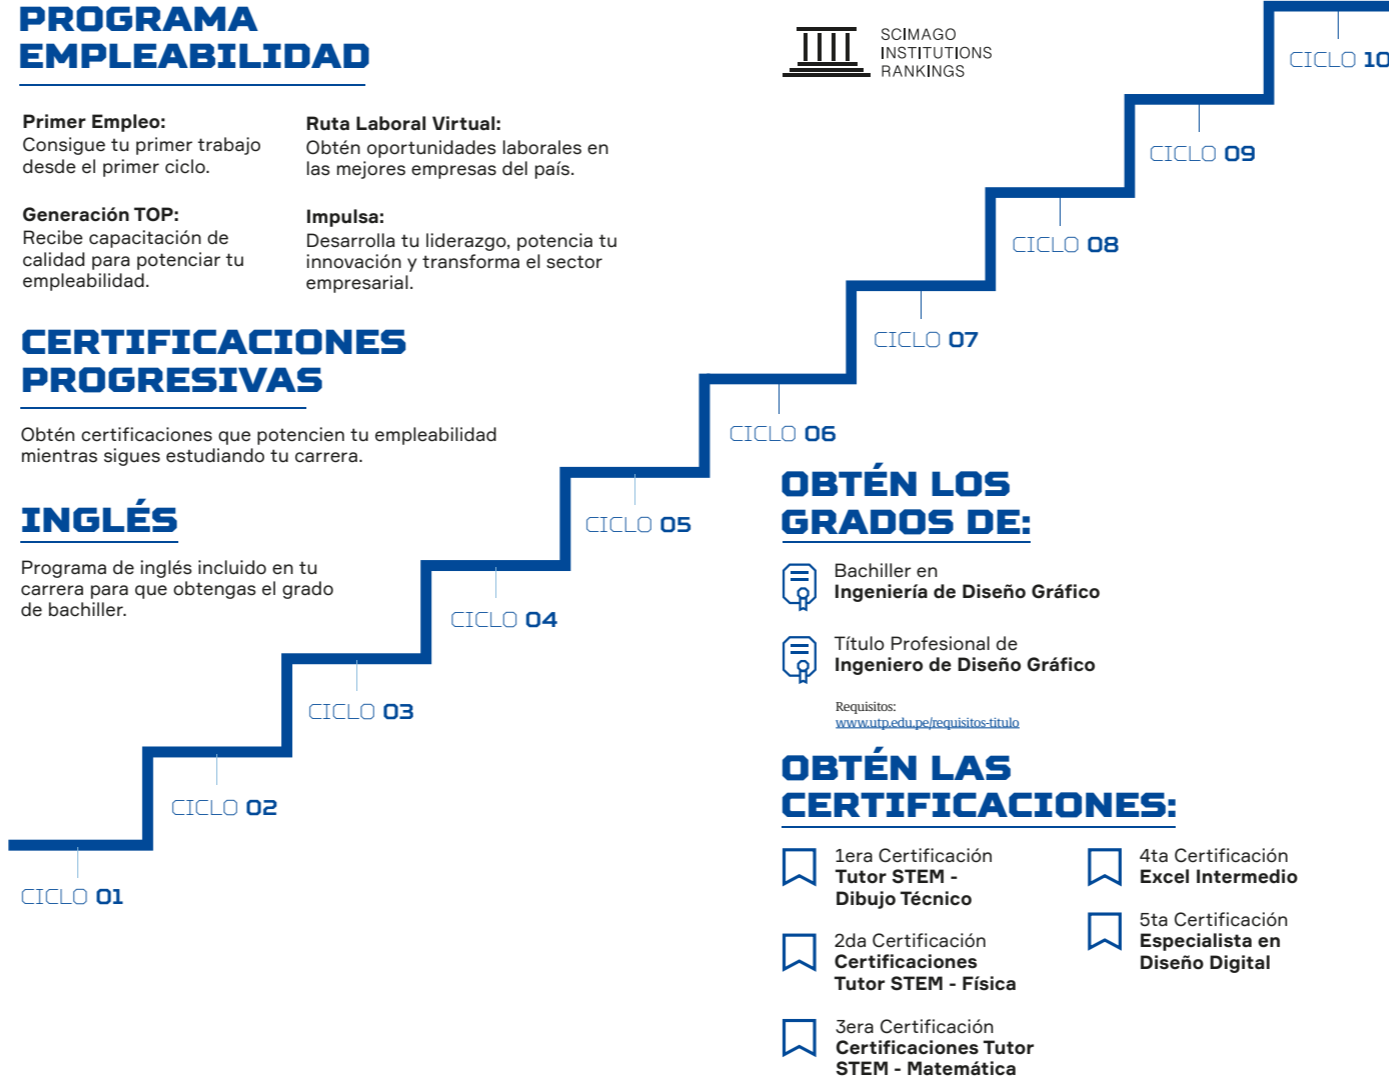 PROGRAMA
EMPLEABILIDAD
Primer Empleo:
Consigue tu primer trabajo
desde el primer ciclo.
Ruta Laboral Virtual:
Obtén oportunidades laborales en
las mejores empresas del país.
Generación TOP:
Recibe capacitación de
calidad para potenciar tu
empleabilidad.
Impulsa:
Desarrolla tu liderazgo, potencia tu
innovación y transforma el sector
empresarial.
CERTIFICACIONES
PROGRESIVAS
Obtén certificaciones que potencien tu empleabilidad
mientras sigues estudiando tu carrera.
INGLÉS
Programa de inglés incluido en tu
carrera para que obtengas el grado
de bachiller.
SCIMAGO
INSTITUTIONS
RANKINGS
CICLO 01
CICLO 02
CICLO 03
CICLO 04
CICLO 05
CICLO 06
CICLO 07
CICLO 08
CICLO 09
CICLO 10
OBTÉN LOS
GRADOS DE:
Bachiller en
Ingeniería de Diseño Gráfico
Título Profesional de
Ingeniero de Diseño Gráfico
Requisitos:
www.utp.edu.pe/requisitos-titulo
OBTÉN LAS
CERTIFICACIONES:
1era Certificación
Tutor STEM -
Dibujo Técnico
2da Certificación
Certificaciones
Tutor STEM - Física
3era Certificación
Certificaciones Tutor
STEM - Matemática
4ta Certificación
Excel Intermedio
5ta Certificación
Especialista en
Diseño Digital